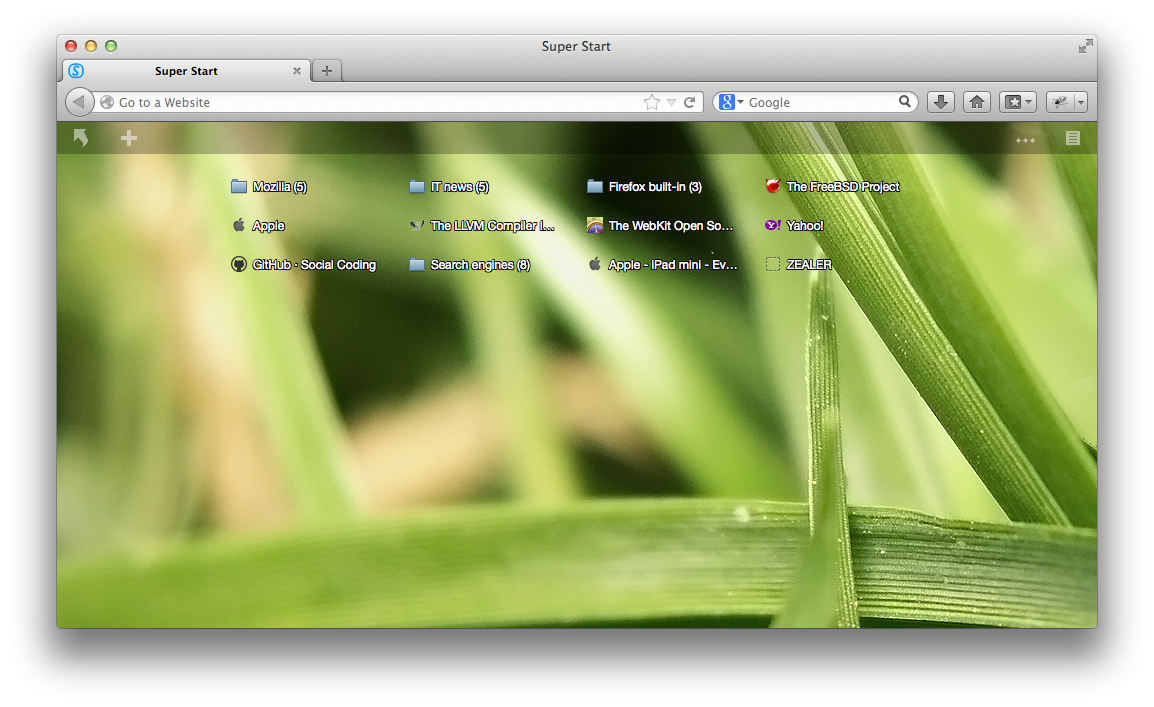 Super Start
Super Start
Go to a Website
Google
Mozilla (5)
IT news (5)
Firefox built-in (3)
The FreeBSD Project
Apple
The LLVM Compiler I...
The WebKit Open So...
Yahoo!
GitHub · Social Coding
Search engines (8)
Apple - iPad mini - Ev...
ZEALER